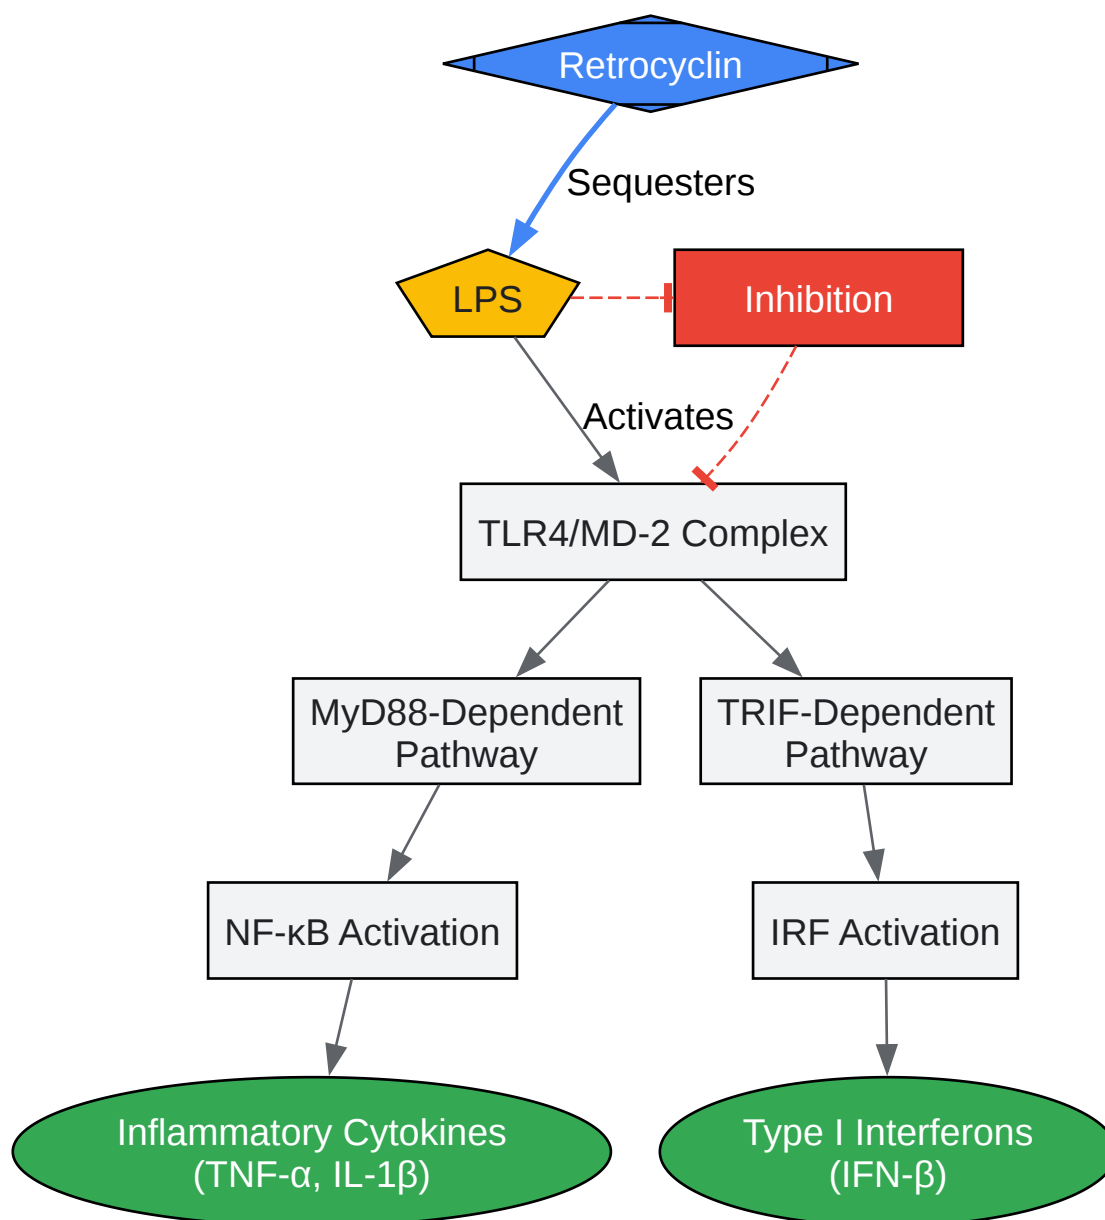 Retrocyclin
Sequesters
LPS
Inhibition
Activates
TLR4/MD-2 Complex
MyD88-Dependent
Pathway
TRIF-Dependent
Pathway
NF-κB Activation
IRF Activation
Inflammatory Cytokines
(TNF-α, IL-1β)
Type I Interferons
(IFN-β)